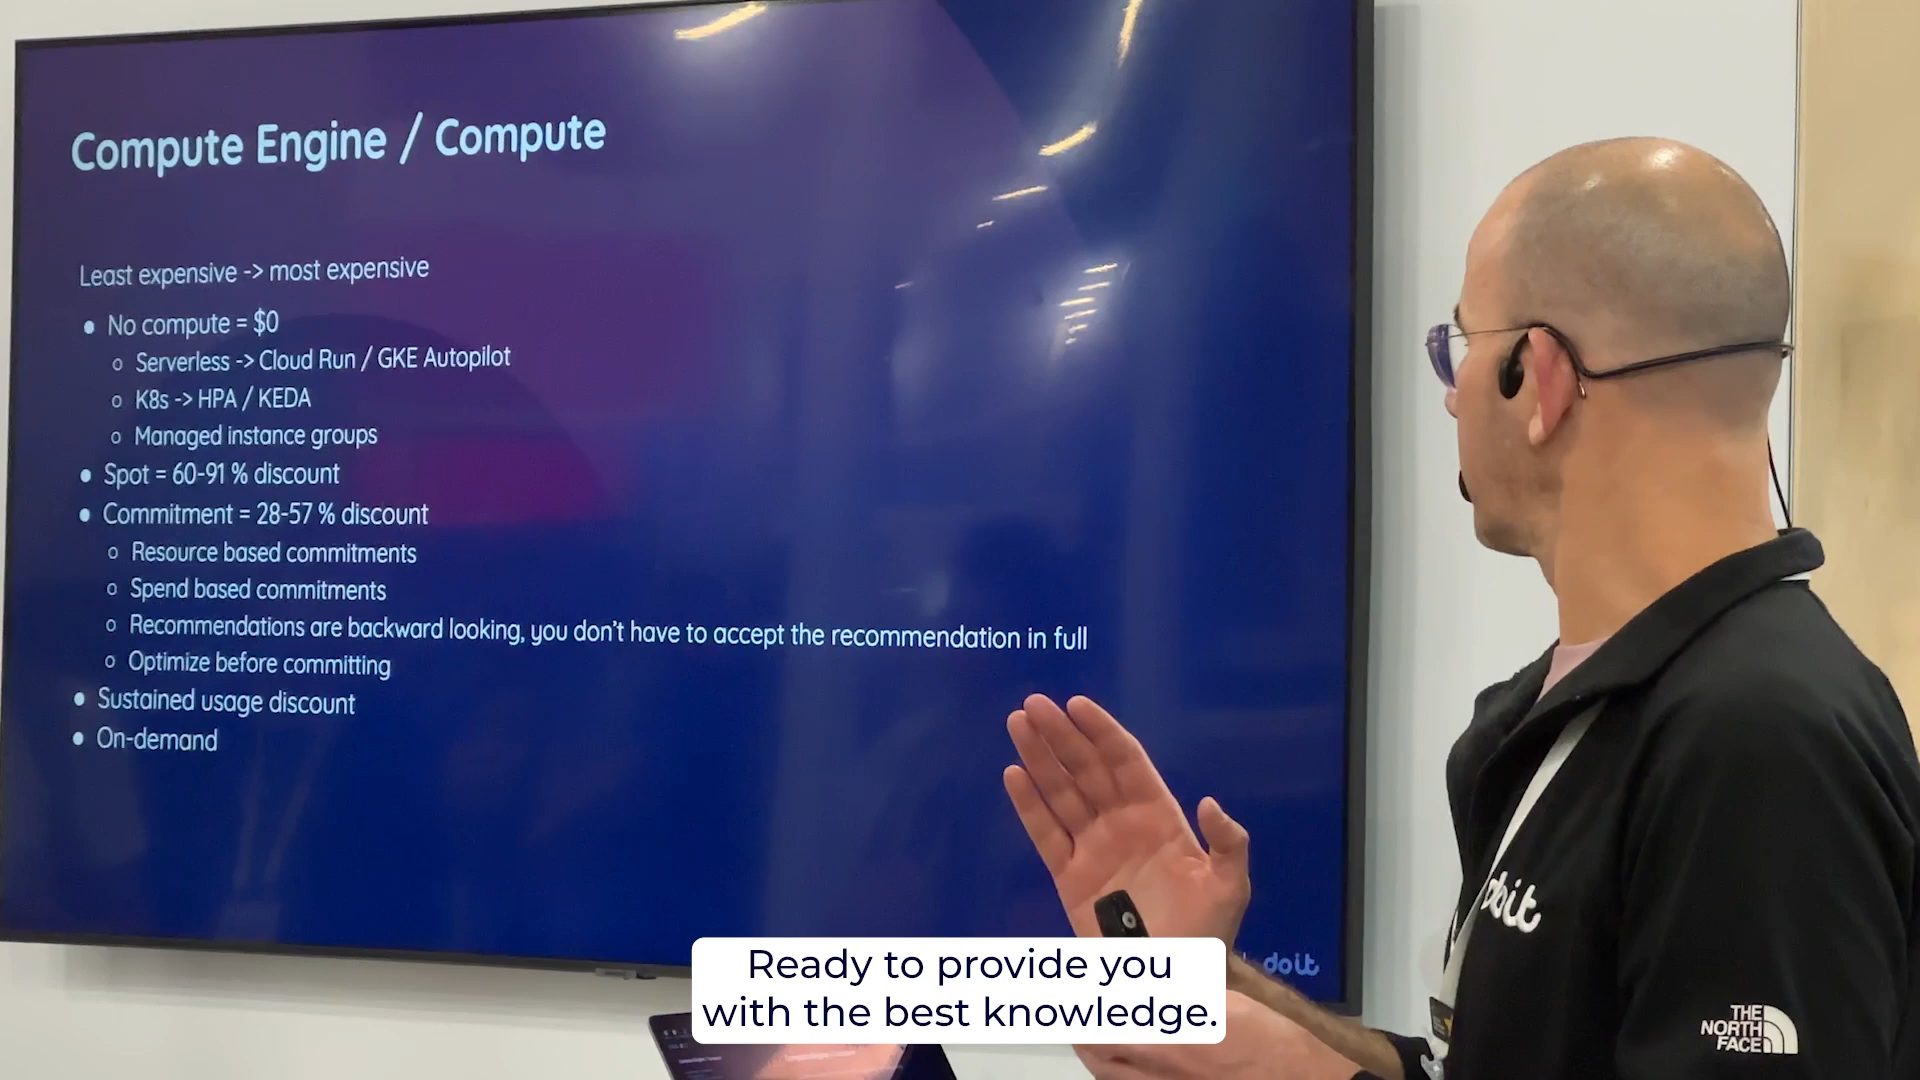 Compute Engine / Compute
Least expensive -> most expensive
● No compute = $0
○ Serverless -> Cloud Run / GKE Autopilot
○ K8s -> HPA / KEDA
○ Managed instance groups
● Spot = 60-91 % discount
● Commitment = 28-57 % discount
○ Resource based commitments
○ Spend based commitments
○ Recommendations are backward looking, you don't have to accept the recommendation in full
○ Optimize before committing
● Sustained usage discount
● On-demand
doit
doit
THE
NORTH
FACE
Ready to provide you
with the best knowledge.